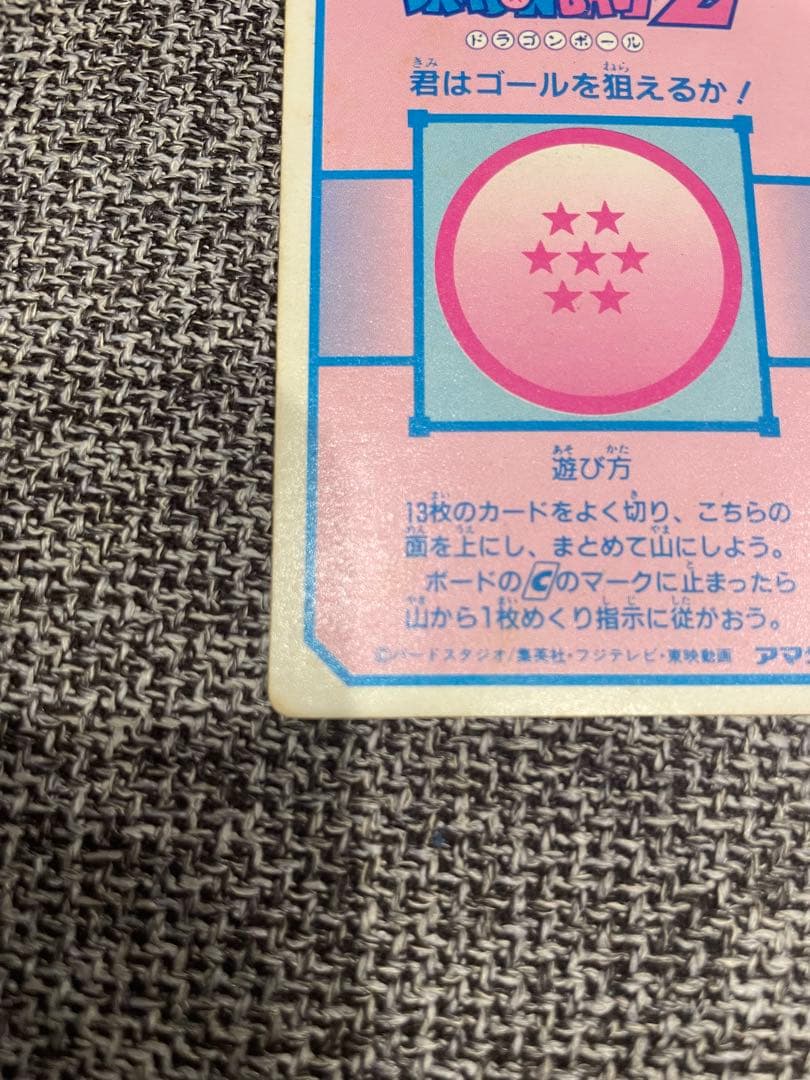 DRAGON BALL Z
ドラゴンボール
君はゴールを狙えるか！
遊び方
13枚のカードをよく切り、こちらの
面を上にし、まとめて山にしよう。
ボードのCのマークに止まったら
山から1枚めくり指示に従がおう。
©バードスタジオ/集英社・フジテレビ・東映動画 アマ